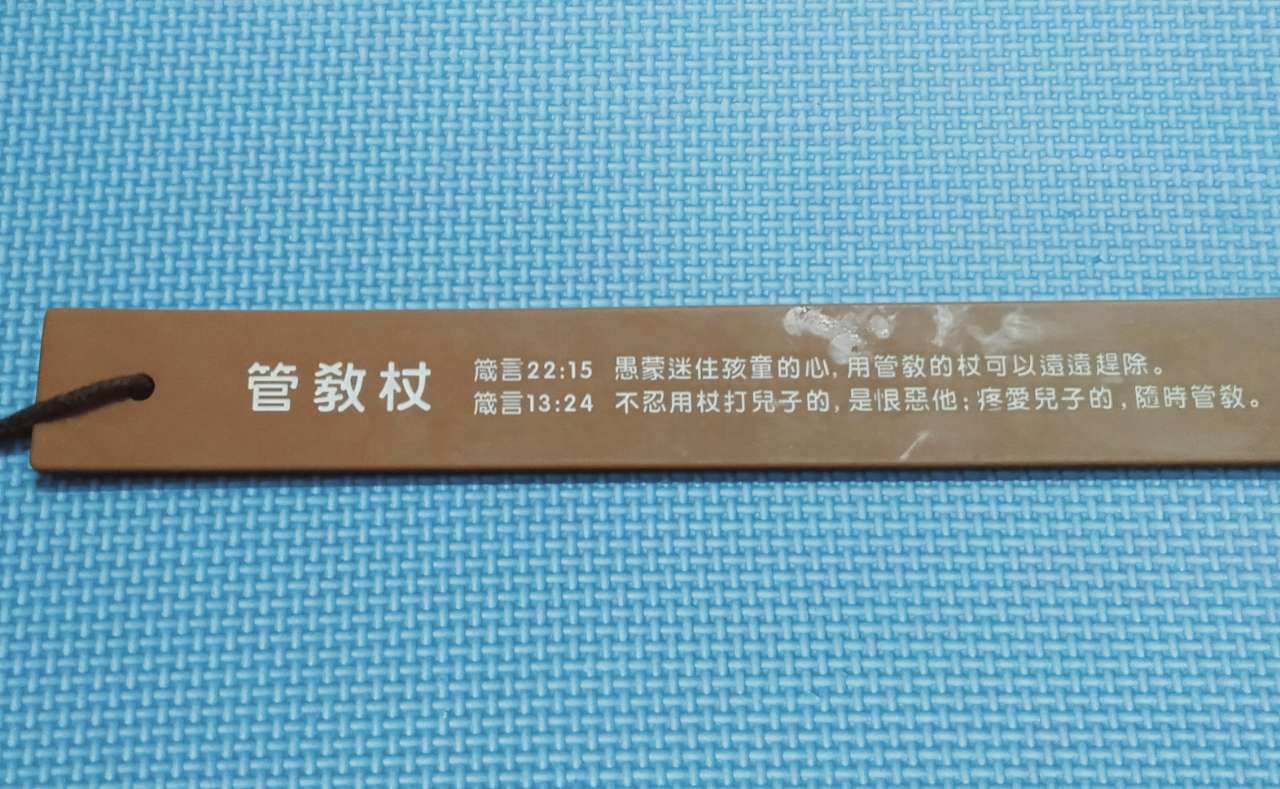 管教杖
箴言22:15 愚蒙迷住孩童的心,用管教的杖可以遠遠趕除。
箴言13:24 不忍用杖打兒子的,是恨惡他;疼愛兒子的,隨時管教。